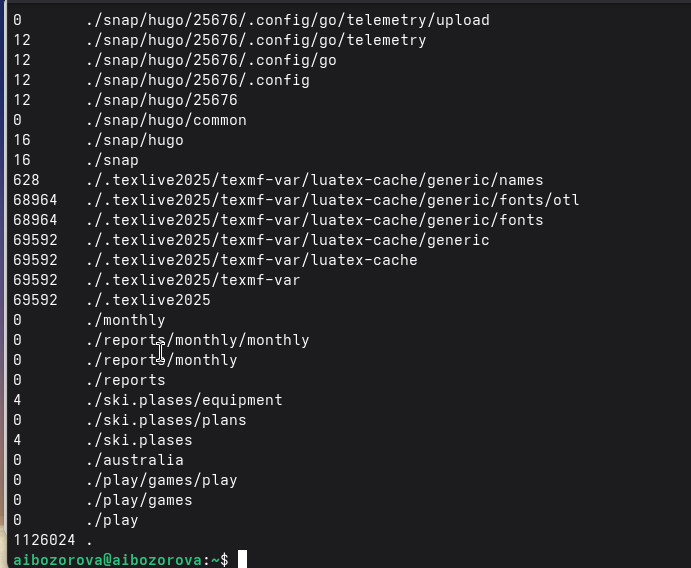 0 ./snap/hugo/25676/.config/go/telemetry/upload
12 ./snap/hugo/25676/.config/go/telemetry
12 ./snap/hugo/25676/.config/go
12 ./snap/hugo/25676/.config
12 ./snap/hugo/25676
0 ./snap/hugo/common
16 ./snap/hugo
16 ./snap
628 ./.texlive2025/texmf-var/luatex-cache/generic/names
68964 ./.texlive2025/texmf-var/luatex-cache/generic/fonts/otl
68964 ./.texlive2025/texmf-var/luatex-cache/generic/fonts
69592 ./.texlive2025/texmf-var/luatex-cache/generic
69592 ./.texlive2025/texmf-var/luatex-cache
69592 ./.texlive2025/texmf-var
69592 ./.texlive2025
0 ./monthly
0 ./reports/monthly/monthly
0 ./reports/monthly
0 ./reports
4 ./ski.plases/equipment
0 ./ski.plases/plans
4 ./ski.plases
0 ./australia
0 ./play/games/play
0 ./play/games
0 ./play
1126024 .
aibozorova@aibozorova:~$